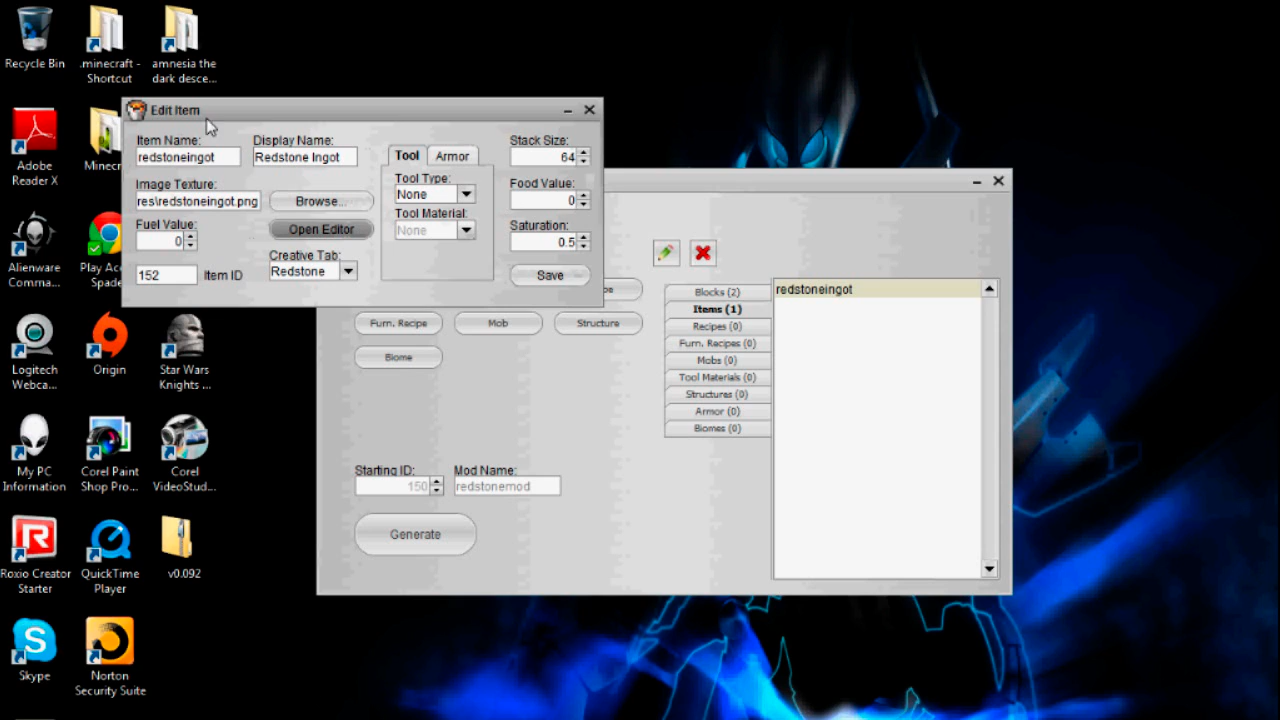 Recycle Bin
.minecraft -
Shortcut
amnesia the
dark desce...
Adobe
Reader X
Minecr
Alienware
Comma...
Play Ac
Spade
Logitech
Webca...
Origin
Star Wars
Knights ...
My PC
Information
Corel Paint
Shop Pro...
Corel
VideoStud...
Roxio Creator
Starter
QuickTime
Player
v0.092
Skype
Norton
Security Suite
Edit Item
Item Name:
redstoneingot
Display Name:
Redstone Ingot
Image Texture:
res\redstoneingot.png
Browse...
Fuel Value:
0
Open Editor
Creative Tab:
Redstone
152
Item ID
Tool
Armor
Tool Type:
None
Tool Material:
None
Stack Size:
64
Food Value:
0
Saturation:
0.5
Save
Furn. Recipe
Mob
Structure
Biome
Starting ID:
150
Mod Name:
redstonemod
Generate
Blocks (2)
Items (1)
Recipes (0)
Furn. Recipes (0)
Mobs (0)
Tool Materials (0)
Structures (0)
Armor (0)
Biomes (0)
redstoneingot